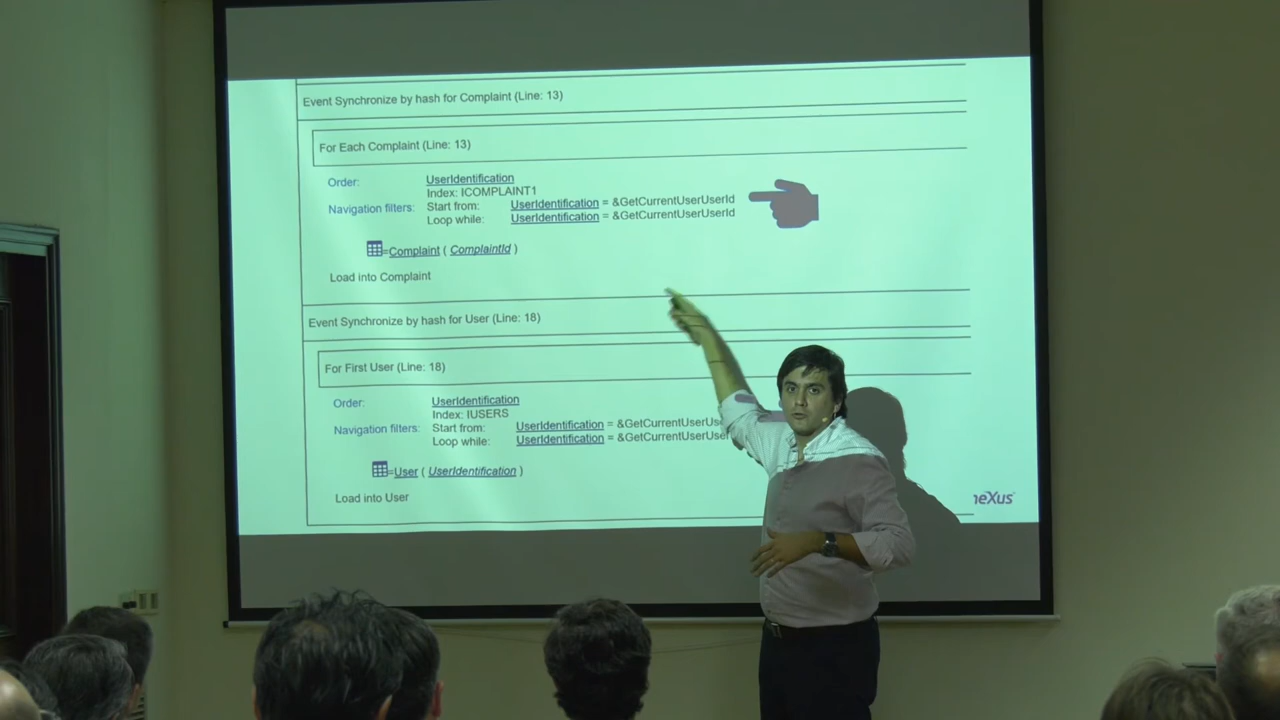 Event Synchronize by hash for Complaint (Line: 13)
For Each Complaint (Line: 13)
Order: UserIdentification
Index: ICOMPLAINT1
Navigation filters: Start from: UserIdentification = &GetCurrentUserUserId
Loop while: UserIdentification = &GetCurrentUserUserId
=Complaint ( ComplaintId )
Load into Complaint
Event Synchronize by hash for User (Line: 18)
For First User (Line: 18)
Order: UserIdentification
Index: IUSERS
Navigation filters: Start from: UserIdentification = &GetCurrentUserUs
Loop while: UserIdentification = &GetCurrentUserUser
=User ( UserIdentification )
Load into User
neXus